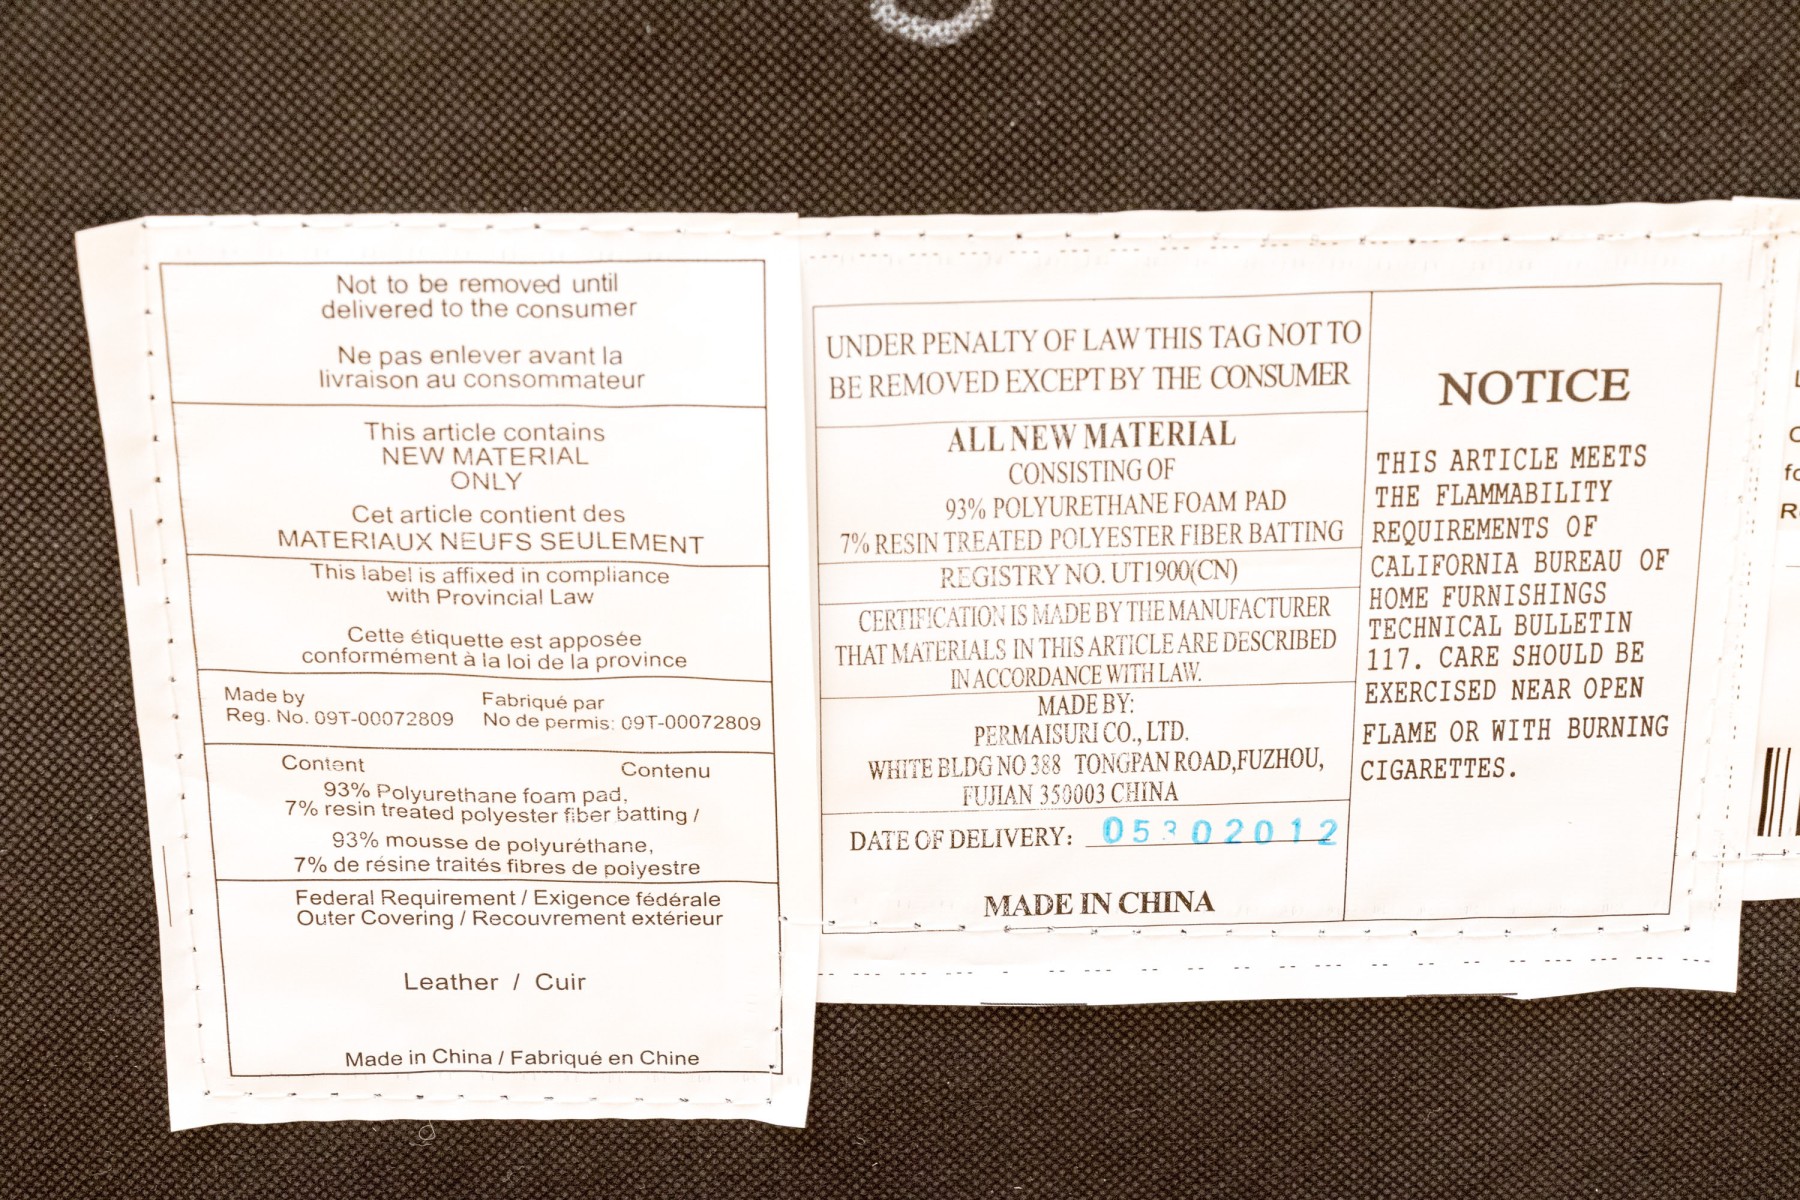 Not to be removed until
delivered to the consumer
Ne pas enlever avant la
livraison au consommateur
This article contains
NEW MATERIAL
ONLY
Cet article contient des
MATERIAUX NEUFS SEULEMENT
This label is affixed in compliance
with Provincial Law
Cette étiquette est apposée
conformément à la loi de la province
Made by
Reg. No. 09T-00072809
Fabriqué par
No de permis: 09T-00072809
Content
Contenu
93% Polyurethane foam pad,
7% resin treated polyester fiber batting /
93% mousse de polyuréthane,
7% de résine traités fibres de polyestre
Federal Requirement / Exigence fédérale
Outer Covering / Recouvrement extérieur
Leather / Cuir
Made in China / Fabriqué en Chine
UNDER PENALTY OF LAW THIS TAG NOT TO
BE REMOVED EXCEPT BY THE CONSUMER
ALL NEW MATERIAL
CONSISTING OF
93% POLYURETHANE FOAM PAD
7% RESIN TREATED POLYESTER FIBER BATTING
REGISTRY NO. UT1900(CN)
CERTIFICATION IS MADE BY THE MANUFACTURER
THAT MATERIALS IN THIS ARTICLE ARE DESCRIBED
IN ACCORDANCE WITH LAW.
MADE BY:
PERMAISURI CO., LTD.
WHITE BLDG NO 388 TONGPAN ROAD,FUZHOU,
FUJIAN 350003 CHINA
DATE OF DELIVERY: 05302012
MADE IN CHINA
NOTICE
THIS ARTICLE MEETS
THE FLAMMABILITY
REQUIREMENTS OF
CALIFORNIA BUREAU OF
HOME FURNISHINGS
TECHNICAL BULLETIN
117. CARE SHOULD BE
EXERCISED NEAR OPEN
FLAME OR WITH BURNING
CIGARETTES.